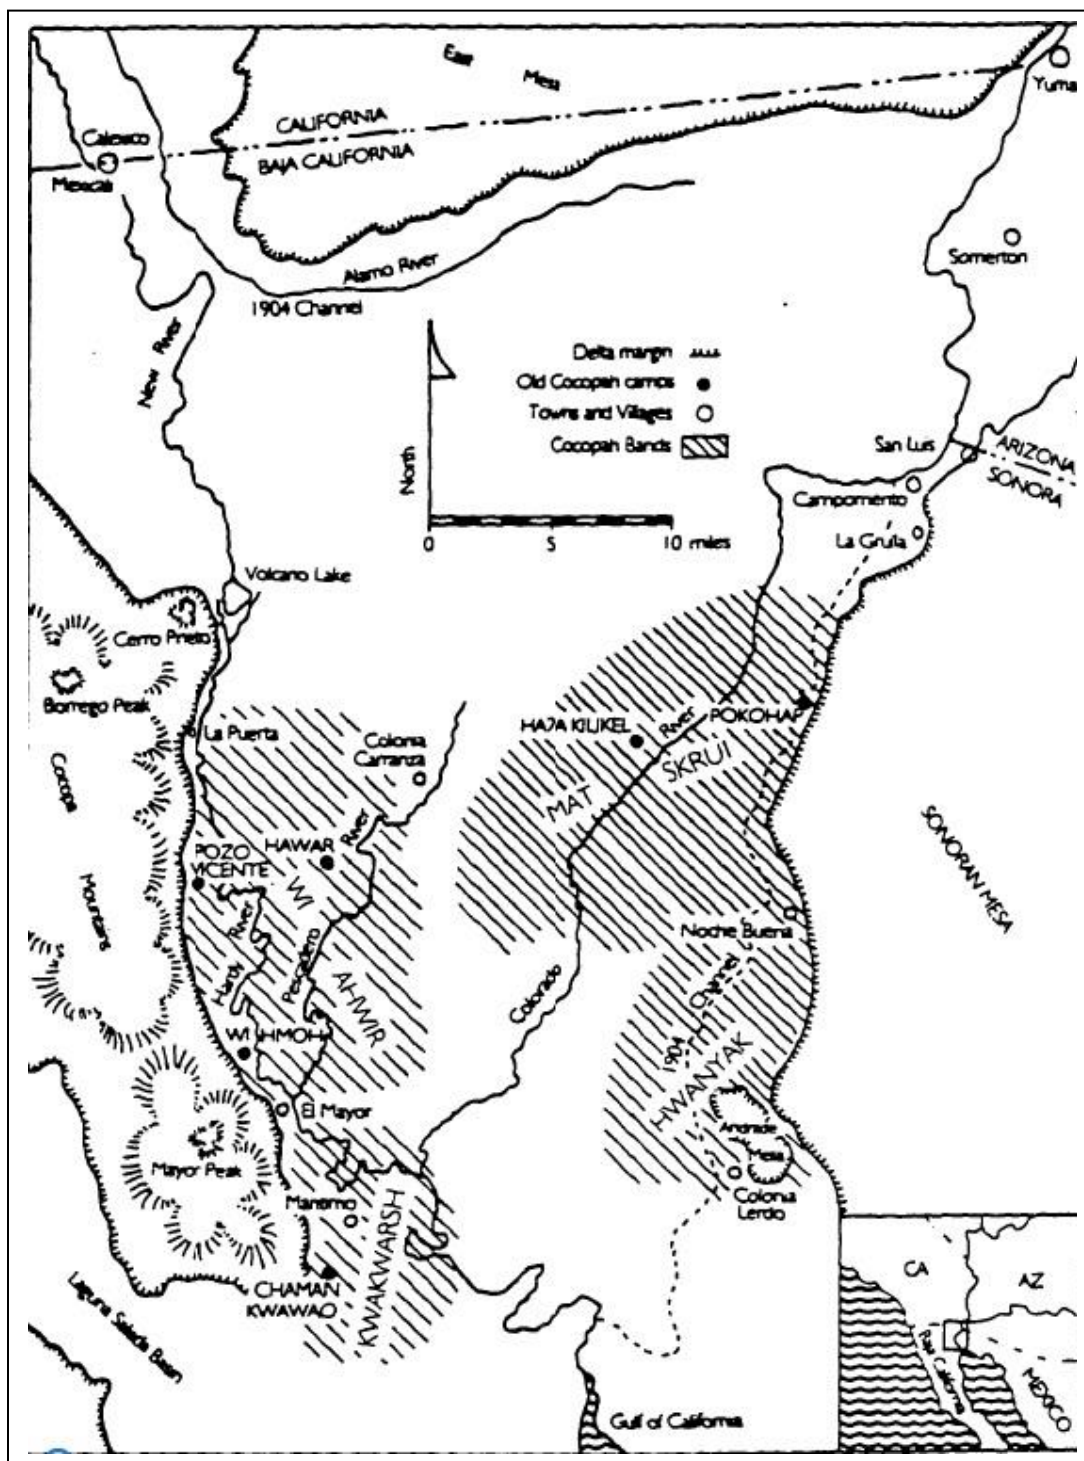 East
Mesa
Yuma
CALIFORNIA
Calexico
BAJA CALIFORNIA
Mexicali
Somerton
Alamo River
1904 Channel
New River
Delta margin
Old Cocopah camps
Towns and Villages
Cocopah Bands
North
0 5 10 miles
San Luis
ARIZONA
SONORA
Campomento
La Grulla
Volcano Lake
Cerro Prieto
Borrego Peak
La Puerta
Colonia
Carranza
HAJA KILIKEL
River
POKOHAP
SKRUI
MAT
Cocopa
Mountains
SONORAN MESA
POZO
VICENTE
HAWAR
River
WI
Hardy River
Pescadero
AHWIR
Noche Buena
Colorado
1904 Channel
HWANYAK
WI HMOH
El Mayor
Andrade
Mesa
Mayor Peak
Colonia
Lerdo
KWAKWARSH
CHAMAN
KWAWAO
Laguna Salada Basin
Gulf of California
CA
AZ
Baja California
MEXICO